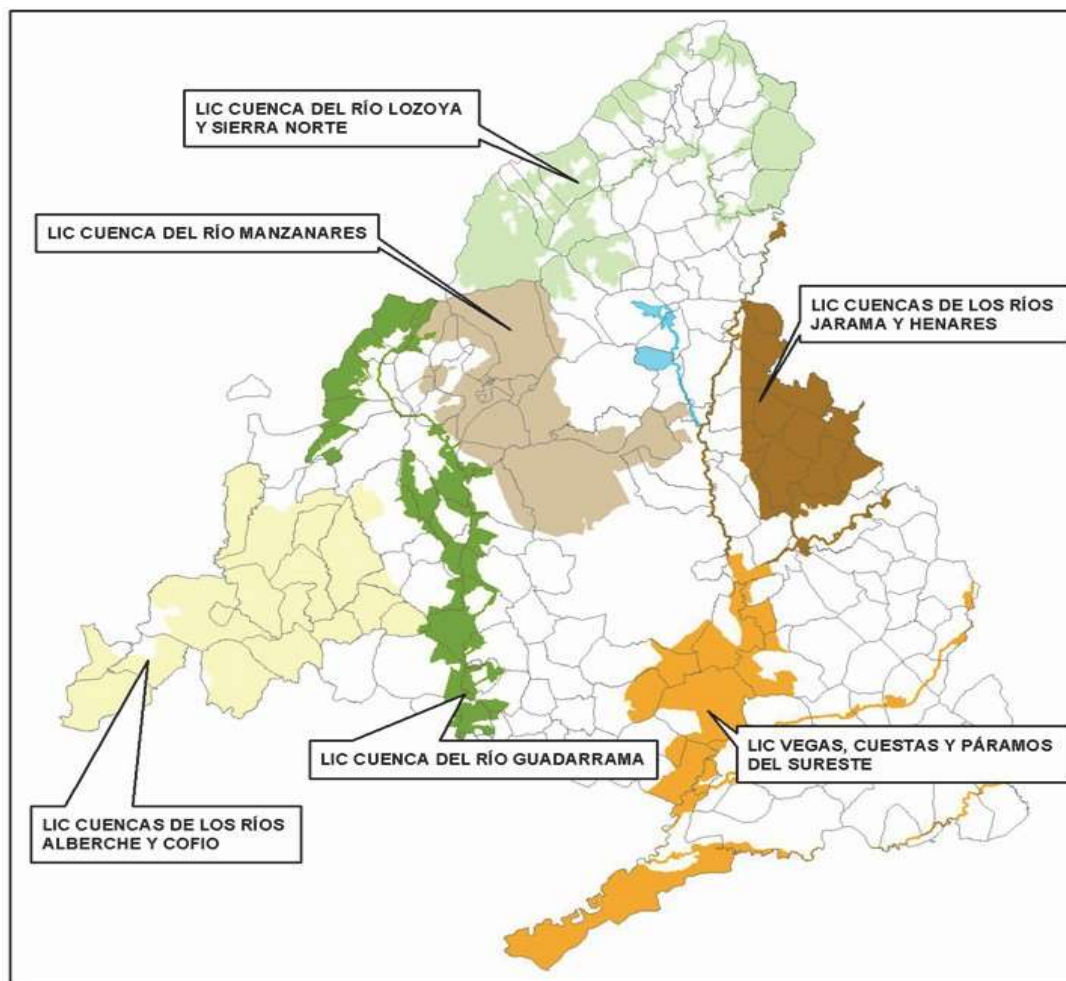 LIC CUENCA DEL RÍO LOZOYA
Y SIERRA NORTE
LIC CUENCA DEL RÍO MANZANARES
LIC CUENCAS DE LOS RÍOS
JARAMA Y HENARES
LIC CUENCA DEL RÍO GUADARRAMA
LIC VEGAS, CUESTAS Y PÁRAMOS
DEL SURESTE
LIC CUENCAS DE LOS RÍOS
ALBERCHE Y COFIO